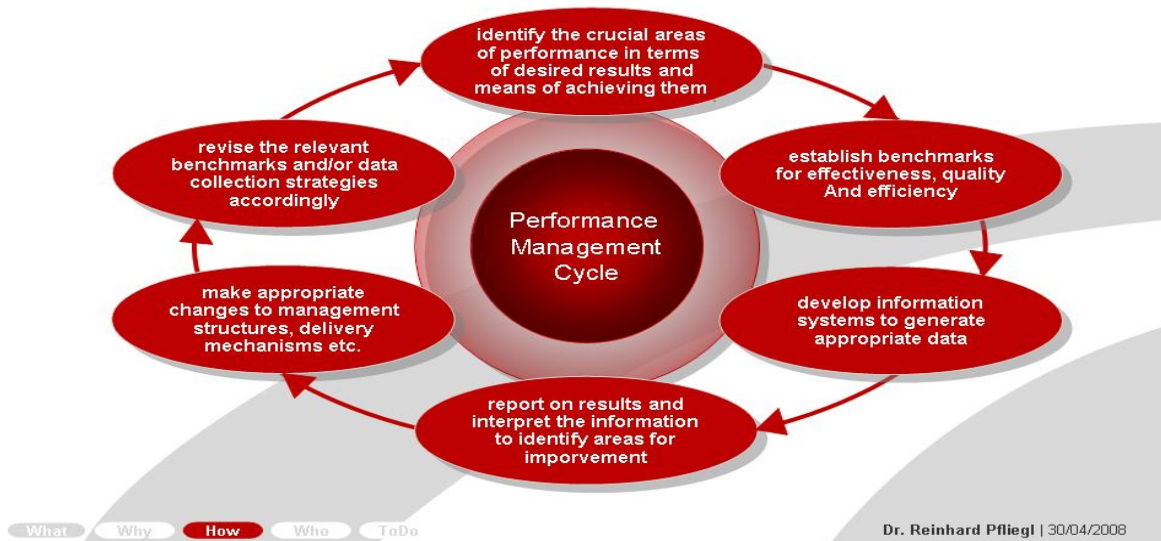 identify the crucial areas
of performance in terms
of desired results and
means of achieving them
establish benchmarks
for effectiveness, quality
And efficiency
develop information
systems to generate
appropriate data
report on results and
interpret the information
to identify areas for
imporvement
make appropriate
changes to management
structures, delivery
mechanisms etc.
revise the relevant
benchmarks and/or data
collection strategies
accordingly
Performance
Management
Cycle
What Why How Who ToDo
Dr. Reinhard Pfliegl | 30/04/2008